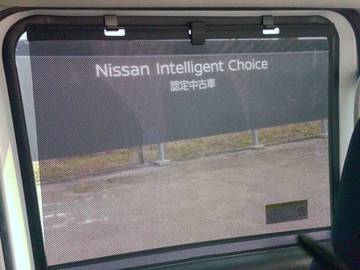 Nissan Intelligent Choice
認定中古車